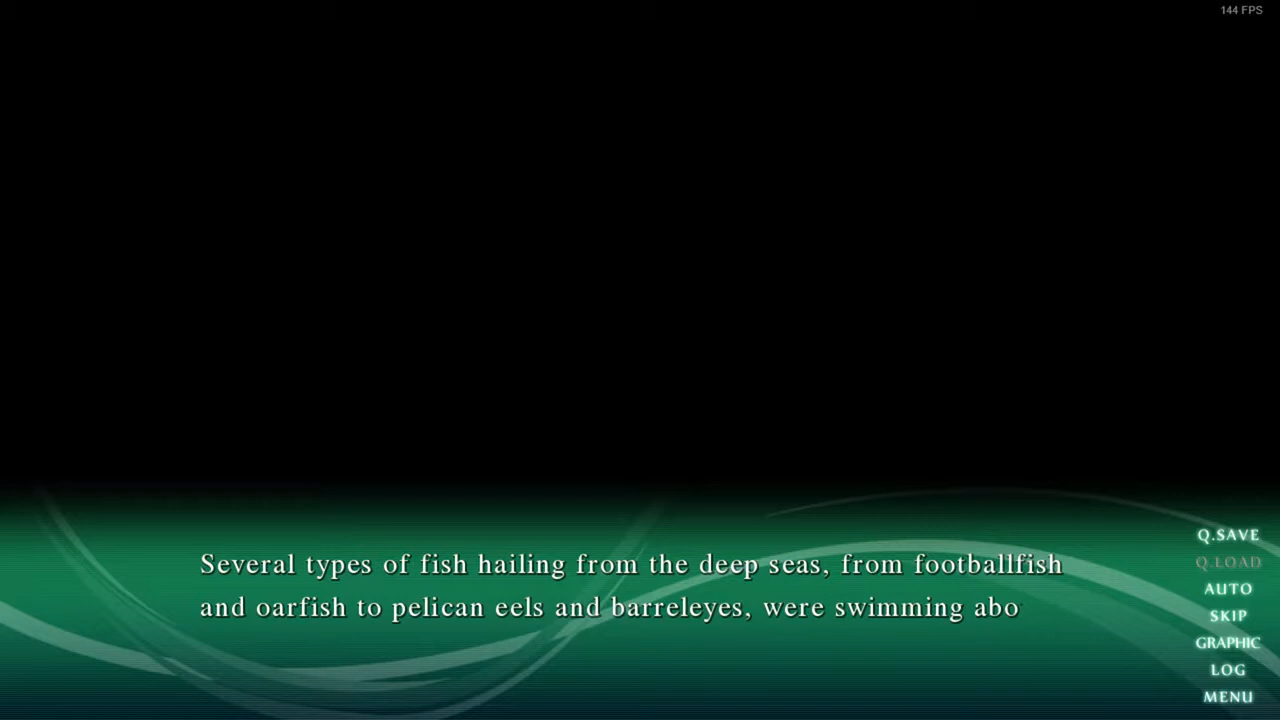 144 FPS
Several types of fish hailing from the deep seas, from footballfish
and oarfish to pelican eels and barreleyes, were swimming abo
Q.SAVE
Q.LOAD
AUTO
SKIP
GRAPHIC
LOG
MENU